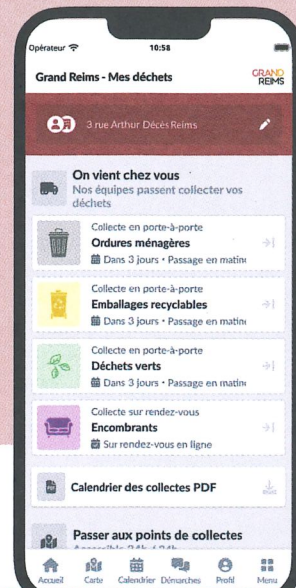 Opérateur
10:58
Grand Reims - Mes déchets
GRAND
REIMS
3 rue Arthur Décès Reims
On vient chez vous
Nos équipes passent collecter vos
déchets
Collecte en porte-à-porte
Ordures ménagères
Dans 3 jours • Passage en matin
Collecte en porte-à-porte
Emballages recyclables
Dans 3 jours • Passage en matin
Collecte en porte-à-porte
Déchets verts
Dans 3 jours • Passage en matin
Collecte sur rendez-vous
Encombrants
Sur rendez-vous en ligne
PDF
Calendrier des collectes PDF
Passer aux points de collectes
Accueil
Carte
Calendrier
Démarches
Profil
Menu